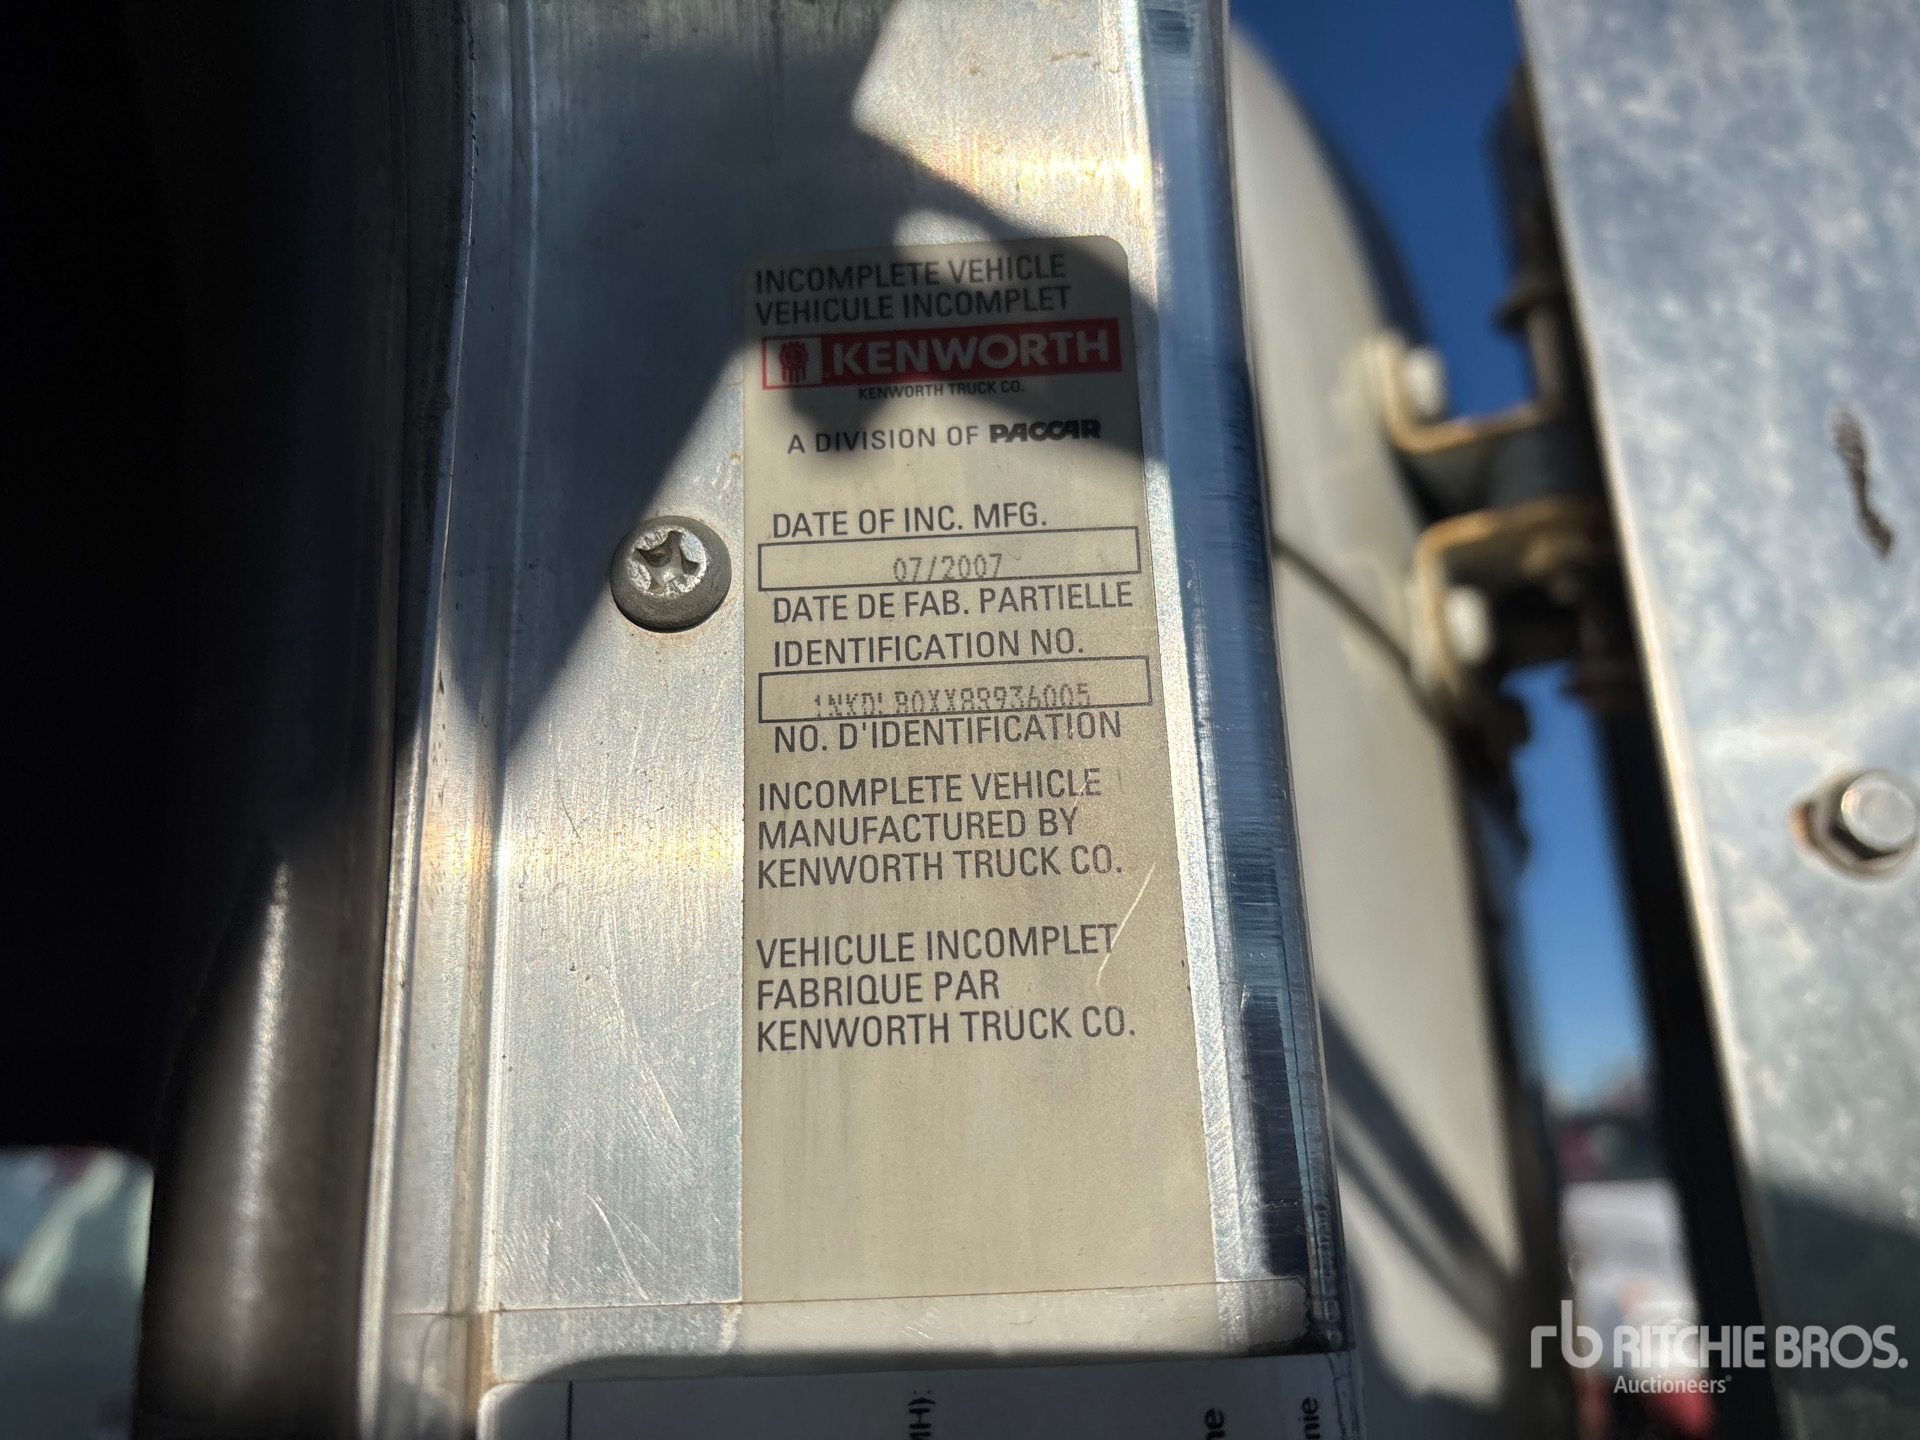 INCOMPLETE VEHICLE
VEHICULE INCOMPLET
KENWORTH
KENWORTH TRUCK CO.
A DIVISION OF PACCAR
DATE OF INC. MFG.
07/2007
DATE DE FAB. PARTIELLE
IDENTIFICATION NO.
1NKDLB0XX8R936005
NO. D'IDENTIFICATION
INCOMPLETE VEHICLE
MANUFACTURED BY
KENWORTH TRUCK CO.
VEHICULE INCOMPLET
FABRIQUE PAR
KENWORTH TRUCK CO.
rb RITCHIE BROS.
Auctioneers